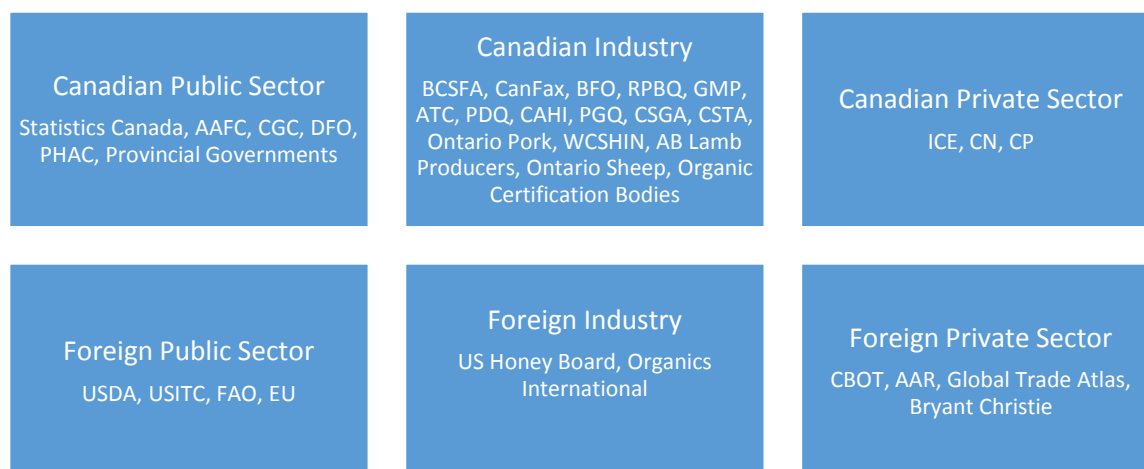 Canadian Public Sector
Statistics Canada, AAFC, CGC, DFO,
PHAC, Provincial Governments
Canadian Industry
BCSFA, CanFax, BFO, RPBQ, GMP,
ATC, PDQ, CAHI, PGQ, CSGA, CSTA,
Ontario Pork, WCSHIN, AB Lamb
Producers, Ontario Sheep, Organic
Certification Bodies
Canadian Private Sector
ICE, CN, CP
Foreign Public Sector
USDA, USITC, FAO, EU
Foreign Industry
US Honey Board, Organics
International
Foreign Private Sector
CBOT, AAR, Global Trade Atlas,
Bryant Christie